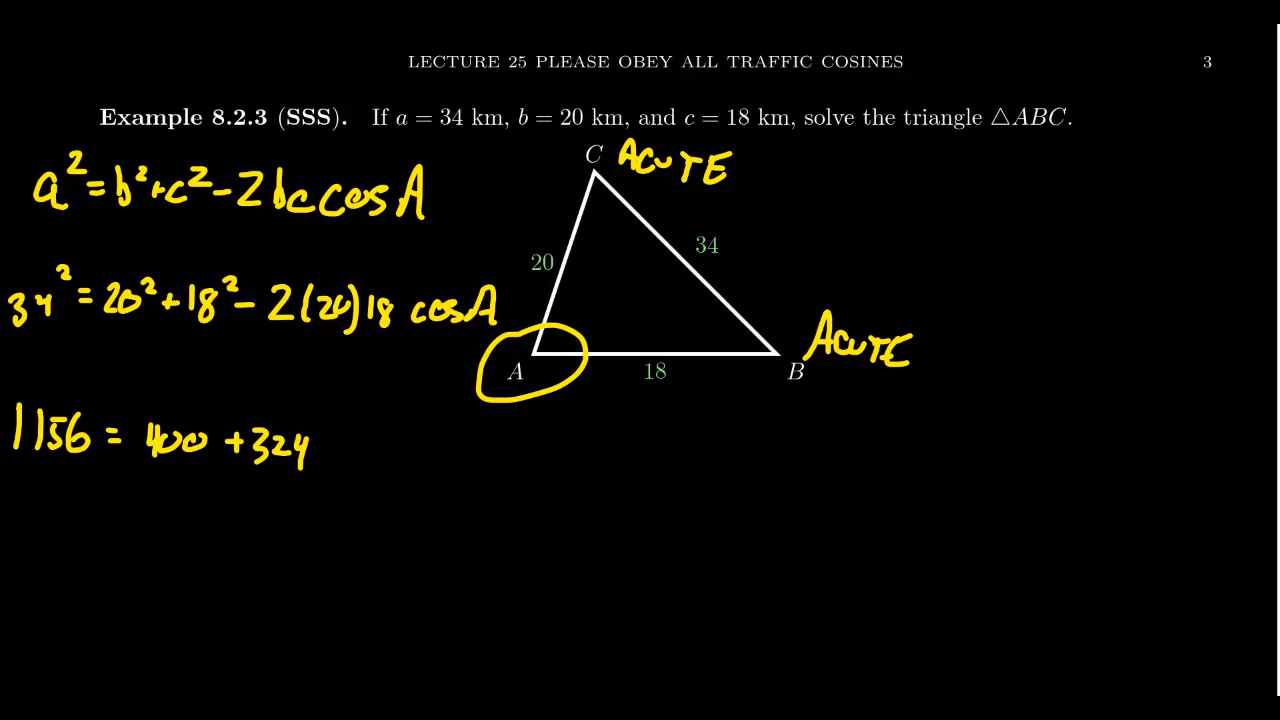 LECTURE 25 PLEASE OBEY ALL TRAFFIC COSINES 3
Example 8.2.3 (SSS). If a = 34 km, b = 20 km, and c = 18 km, solve the triangle △ABC.
C ACUTE
a² = b² + c² - 2bc cos A
20 34
34² = 20² + 18² - 2(20)18 cos A
A 18 B ACUTE
1156 = 400 + 324